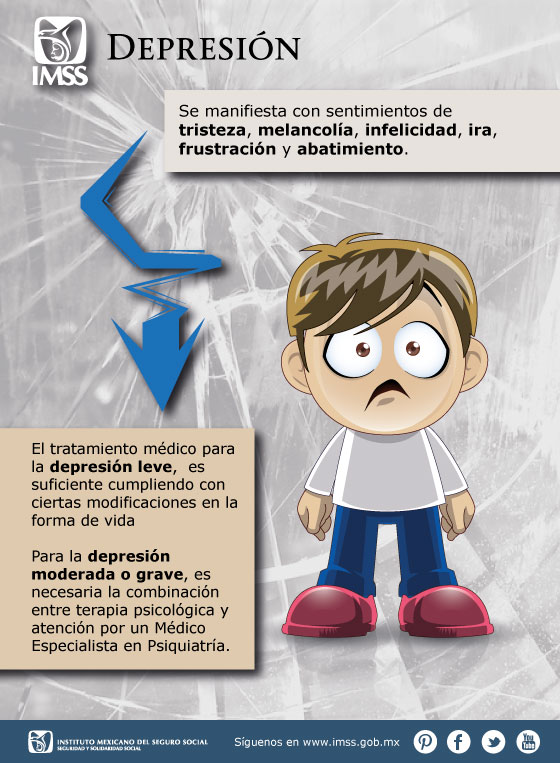 IMSS
DEPRESIÓN
Se manifiesta con sentimientos de
tristeza, melancolía, infelicidad, ira,
frustración y abatimiento.
El tratamiento médico para
la depresión leve, es
suficiente cumpliendo con
ciertas modificaciones en la
forma de vida
Para la depresión
moderada o grave, es
necesaria la combinación
entre terapia psicológica y
atención por un Médico
Especialista en Psiquiatría.
INSTITUTO MEXICANO DEL SEGURO SOCIAL
SEGURIDAD Y SOLIDARIDAD SOCIAL
Síguenos en www.imss.gob.mx
You
Tube